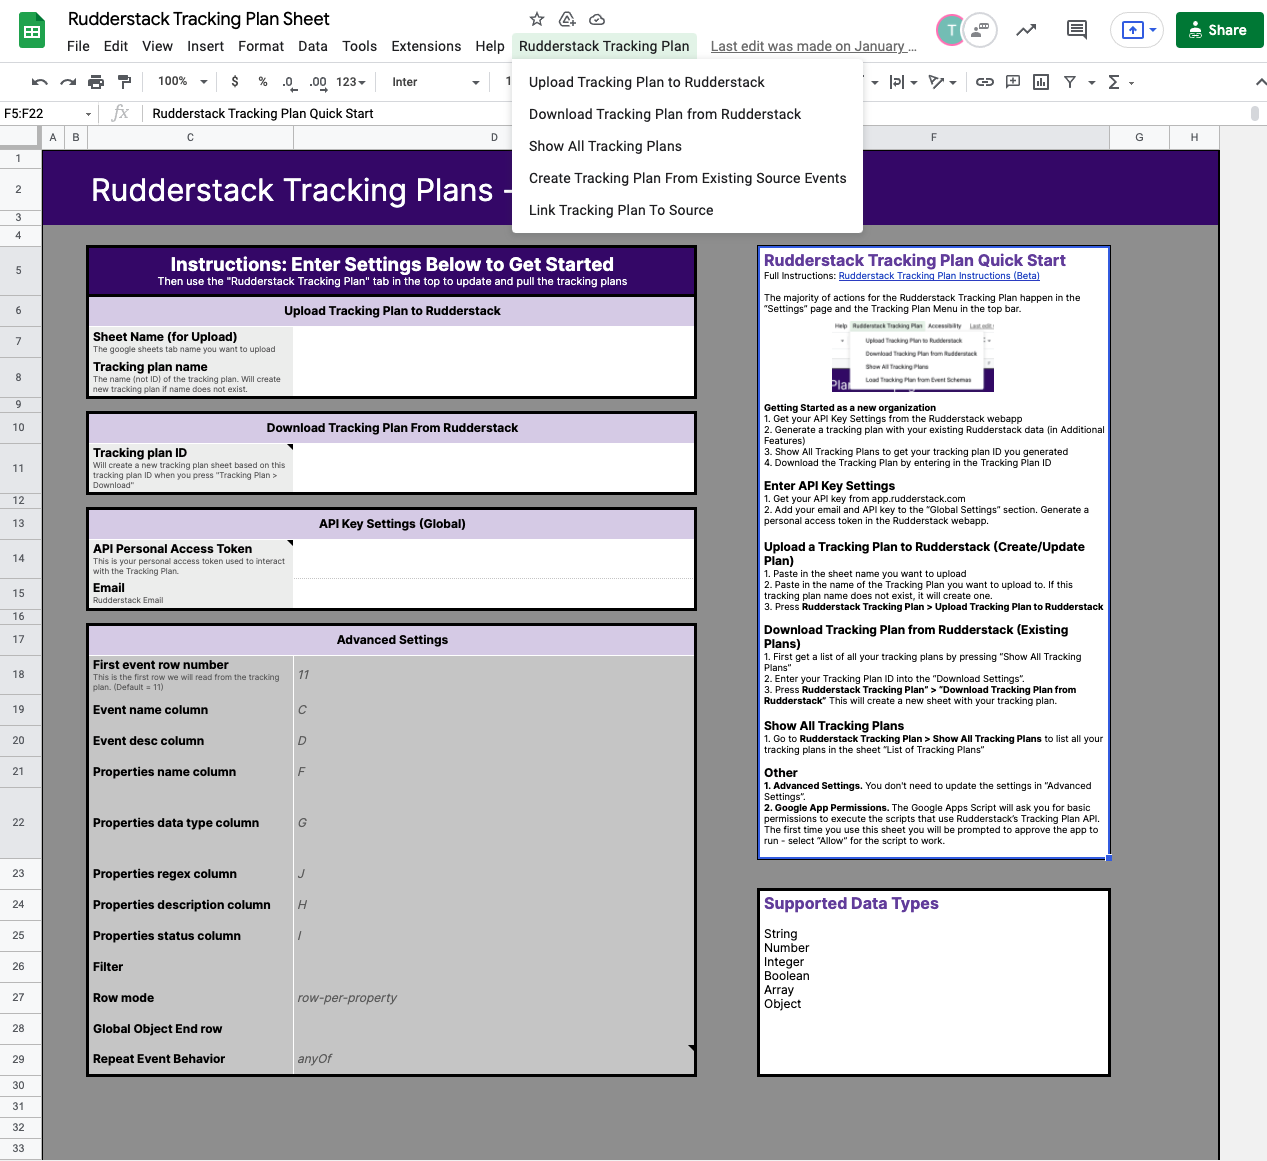 Rudderstack Tracking Plan Sheet
File Edit View Insert Format Data Tools Extensions Help Rudderstack Tracking Plan Last edit was made on January ...
T
Share
100% $ % .0 .00 123 Inter
Upload Tracking Plan to Rudderstack
Download Tracking Plan from Rudderstack
Show All Tracking Plans
Create Tracking Plan From Existing Source Events
Link Tracking Plan To Source
F5:F22 fx Rudderstack Tracking Plan Quick Start
A B C D F G H
1
2
3
4
5
6
7
8
9
10
11
12
13
14
15
16
17
18
19
20
21
22
23
24
25
26
27
28
29
30
31
32
33
Rudderstack Tracking Plans -
Instructions: Enter Settings Below to Get Started
Then use the "Rudderstack Tracking Plan" tab in the top to update and pull the tracking plans
Upload Tracking Plan to Rudderstack
Sheet Name (for Upload)
The google sheets tab name you want to upload
Tracking plan name
The name (not ID) of the tracking plan. Will create
new tracking plan if name does not exist.
Download Tracking Plan From Rudderstack
Tracking plan ID
Will create a new tracking plan sheet based on this
tracking plan ID when you press "Tracking Plan >
Download"
API Key Settings (Global)
API Personal Access Token
This is your personal access token used to interact
with the Tracking Plan.
Email
Rudderstack Email
Advanced Settings
First event row number
This is the first row we will read from the tracking
plan. (Default = 11)
11
Event name column C
Event desc column D
Properties name column F
Properties data type column G
Properties regex column J
Properties description column H
Properties status column I
Filter
Row mode row-per-property
Global Object End row
Repeat Event Behavior anyOf
Rudderstack Tracking Plan Quick Start
Full Instructions: Rudderstack Tracking Plan Instructions (Beta)
The majority of actions for the Rudderstack Tracking Plan happen in the
"Settings" page and the Tracking Plan Menu in the top bar.
Help Rudderstack Tracking Plan Accessibility Last edit
Upload Tracking Plan to Rudderstack
Download Tracking Plan from Rudderstack
Show All Tracking Plans
Load Tracking Plan from Event Schemas
Plan
Getting Started as a new organization
1. Get your API Key Settings from the Rudderstack webapp
2. Generate a tracking plan with your existing Rudderstack data (in Additional
Features)
3. Show All Tracking Plans to get your tracking plan ID you generated
4. Download the Tracking Plan by entering in the Tracking Plan ID
Enter API Key Settings
1. Get your API key from app.rudderstack.com
2. Add your email and API key to the "Global Settings" section. Generate a
personal access token in the Rudderstack webapp.
Upload a Tracking Plan to Rudderstack (Create/Update
Plan)
1. Paste in the sheet name you want to upload
2. Paste in the name of the Tracking Plan you want to upload to. If this
tracking plan name does not exist, it will create one.
3. Press Rudderstack Tracking Plan > Upload Tracking Plan to Rudderstack
Download Tracking Plan from Rudderstack (Existing
Plans)
1. First get a list of all your tracking plans by pressing "Show All Tracking
Plans"
2. Enter your Tracking Plan ID into the "Download Settings".
3. Press Rudderstack Tracking Plan" > "Download Tracking Plan from
Rudderstack" This will create a new sheet with your tracking plan.
Show All Tracking Plans
1. Go to Rudderstack Tracking Plan > Show All Tracking Plans to list all your
tracking plans in the sheet "List of Tracking Plans"
Other
1. Advanced Settings. You don't need to update the settings in "Advanced
Settings".
2. Google App Permissions. The Google Apps Script will ask you for basic
permissions to execute the scripts that use Rudderstack's Tracking Plan API.
The first time you use this sheet you will be prompted to approve the app to
run - select "Allow" for the script to work.
Supported Data Types
String
Number
Integer
Boolean
Array
Object